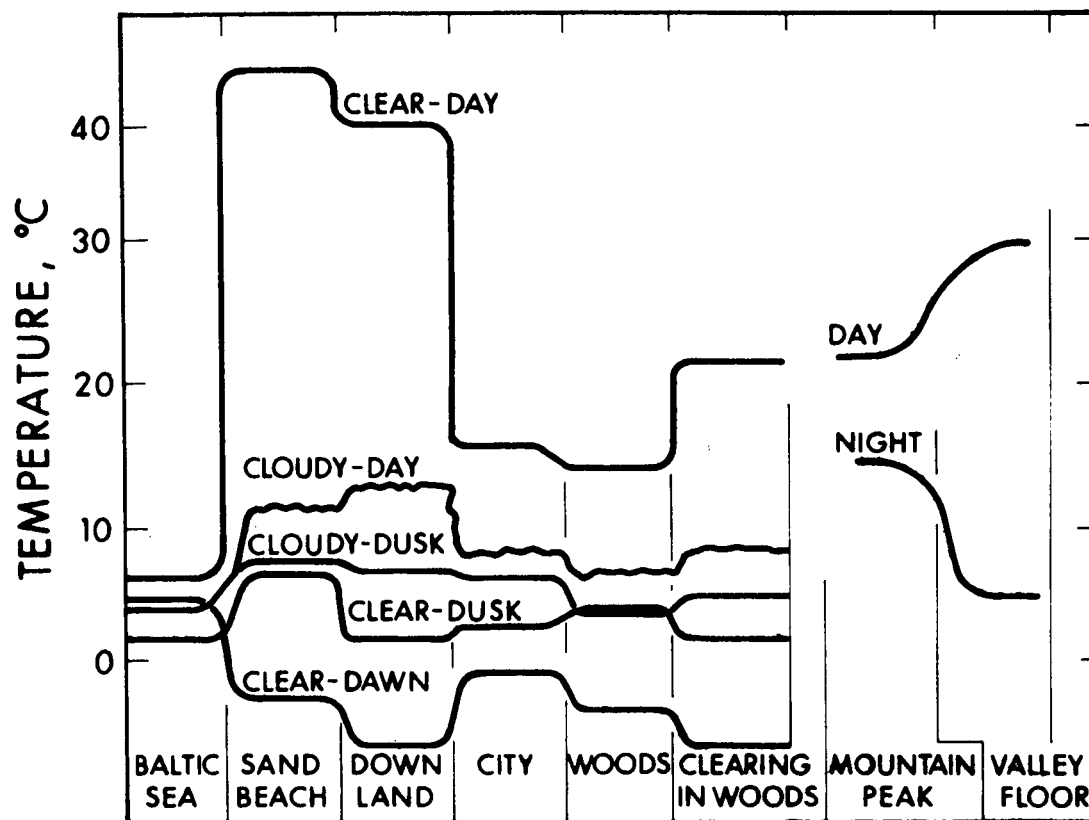 TEMPERATURE, °C
40
30
20
10
0
CLEAR-DAY
CLOUDY-DAY
CLOUDY-DUSK
CLEAR-DUSK
CLEAR-DAWN
DAY
NIGHT
BALTIC
SEA
SAND
BEACH
DOWN
LAND
CITY
WOODS
CLEARING
IN WOODS
MOUNTAIN
PEAK
VALLEY
FLOOR